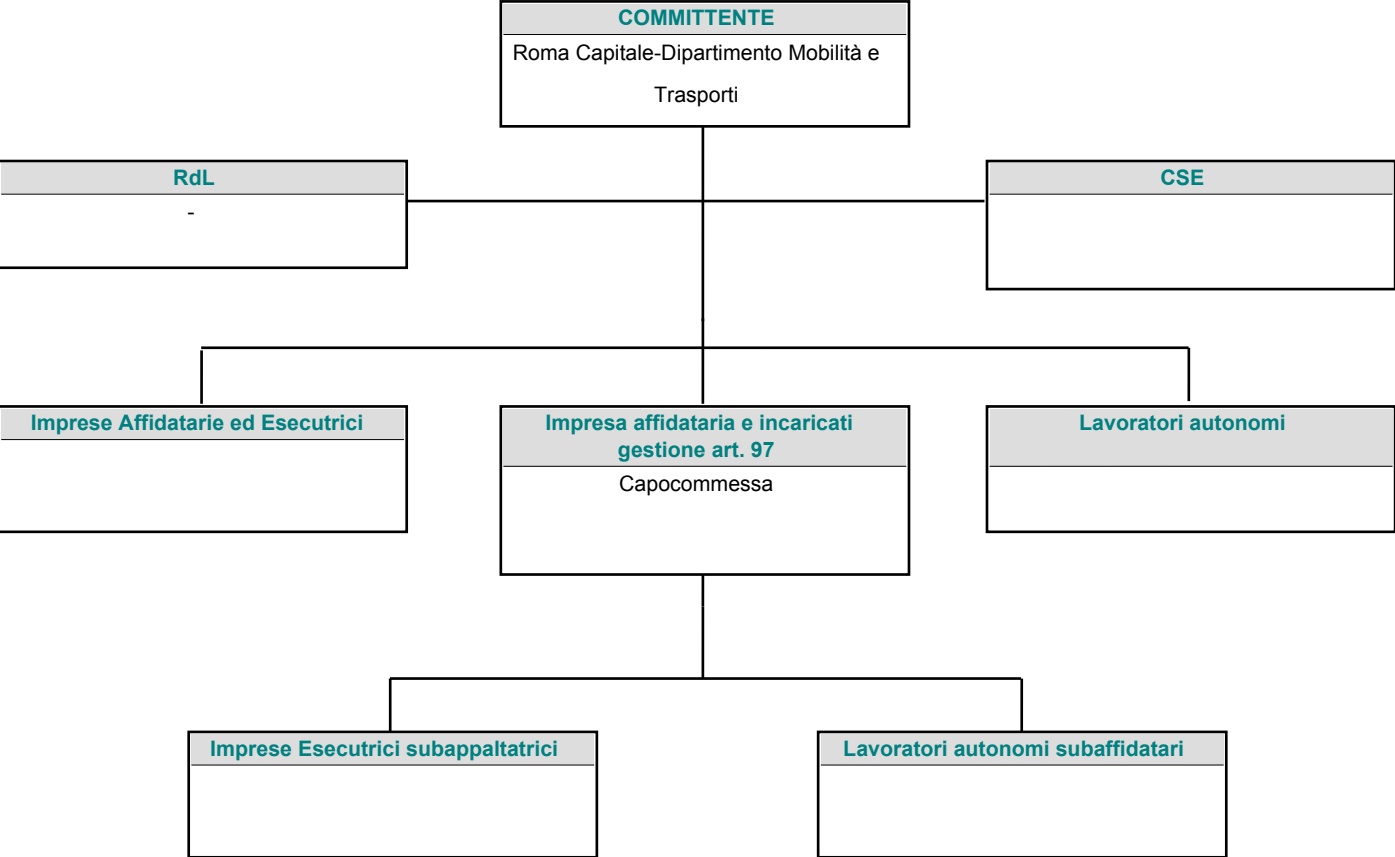 COMMITTENTE
Roma Capitale-Dipartimento Mobilità e
Trasporti
RdL
-
CSE
Imprese Affidatarie ed Esecutrici
Impresa affidataria e incaricati
gestione art. 97
Capocommessa
Lavoratori autonomi
Imprese Esecutrici subappaltatrici
Lavoratori autonomi subaffidatari